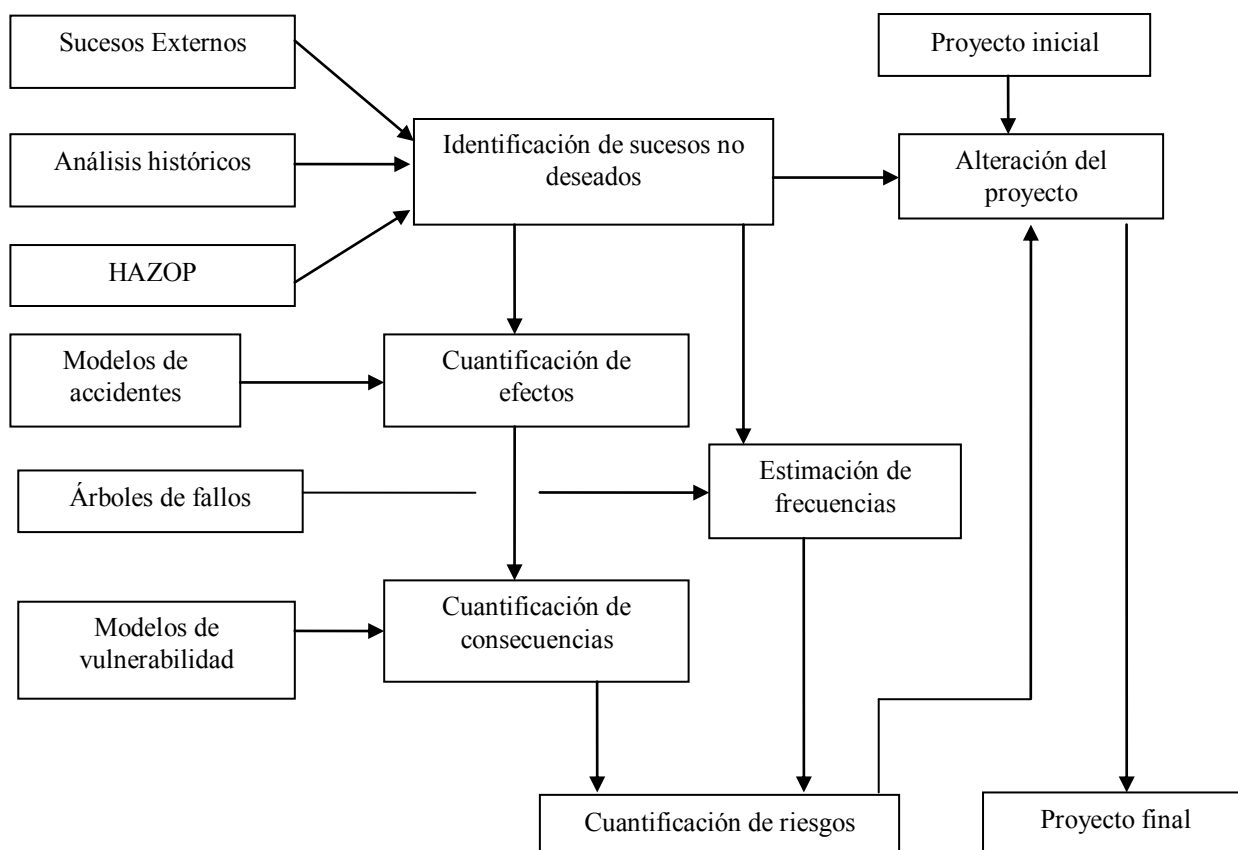 Sucesos Externos
Proyecto inicial
Análisis históricos
Identificación de sucesos no
deseados
Alteración del
proyecto
HAZOP
Modelos de
accidentes
Cuantificación de
efectos
Árboles de fallos
Estimación de
frecuencias
Modelos de
vulnerabilidad
Cuantificación de
consecuencias
Cuantificación de riesgos
Proyecto final